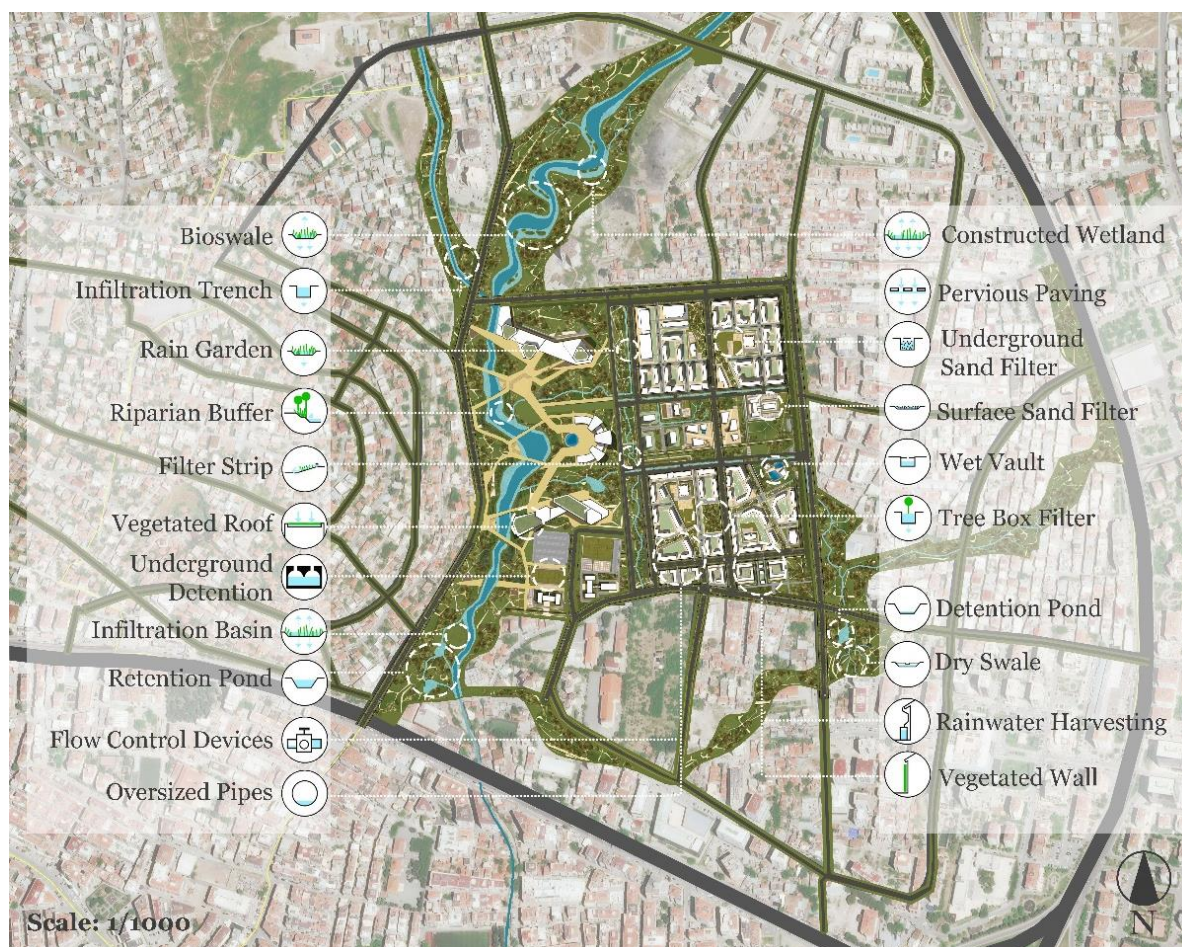 Bioswale
Infiltration Trench
Rain Garden
Riparian Buffer
Filter Strip
Vegetated Roof
Underground
Detention
Infiltration Basin
Retention Pond
Flow Control Devices
Oversized Pipes
Constructed Wetland
Pervious Paving
Underground
Sand Filter
Surface Sand Filter
Wet Vault
Tree Box Filter
Detention Pond
Dry Swale
Rainwater Harvesting
Vegetated Wall
Scale: 1/1000
N